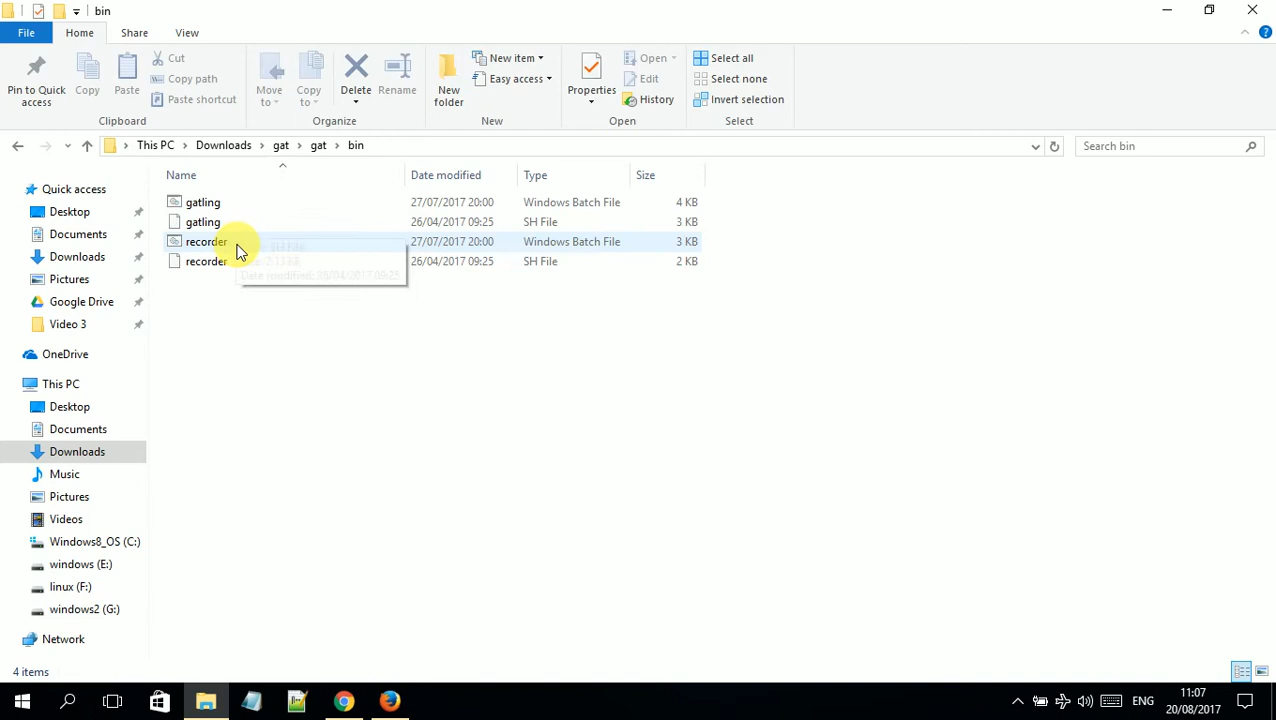 bin
File Home Share View
Pin to Quick access
Copy
Paste
Cut
Copy path
Paste shortcut
Clipboard
Move to
Copy to
Delete
Rename
Organize
New folder
New item
Easy access
New
Properties
Open
Edit
History
Open
Select all
Select none
Invert selection
Select
This PC Downloads gat gat bin
Search bin
Name Date modified Type Size
gatling 27/07/2017 20:00 Windows Batch File 4 KB
gatling 26/04/2017 09:25 SH File 3 KB
recorder 27/07/2017 20:00 Windows Batch File 3 KB
recorder 26/04/2017 09:25 SH File 2 KB
Quick access
Desktop
Documents
Downloads
Pictures
Google Drive
Video 3
OneDrive
This PC
Desktop
Documents
Downloads
Music
Pictures
Videos
Windows8_OS (C:)
windows (E:)
linux (F:)
windows2 (G:)
Network
4 items
ENG
11:07
20/08/2017